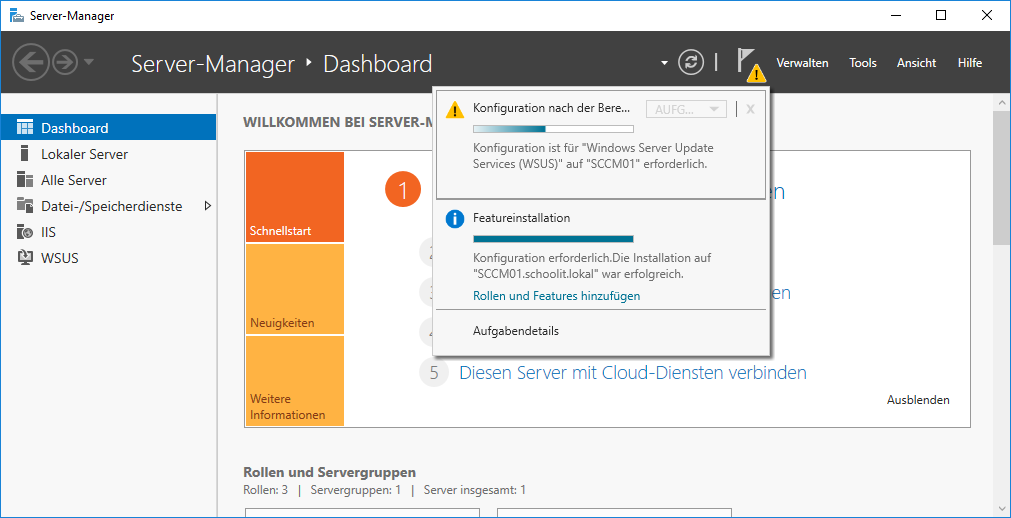 Server-Manager
Server-Manager ‣ Dashboard
Verwalten Tools Ansicht Hilfe
Dashboard
Lokaler Server
Alle Server
Datei-/Speicherdienste
IIS
WSUS
WILLKOMMEN BEI SERVER-M
Konfiguration nach der Bere... AUFG... X
Konfiguration ist für "Windows Server Update
Services (WSUS)" auf "SCCM01" erforderlich.
Featureinstallation
Konfiguration erforderlich.Die Installation auf
"SCCM01.schoolit.lokal" war erfolgreich.
Rollen und Features hinzufügen
Aufgabendetails
Schnellstart
Neuigkeiten
Weitere
Informationen
1 en
2
3 en
4
5 Diesen Server mit Cloud-Diensten verbinden
Ausblenden
Rollen und Servergruppen
Rollen: 3 | Servergruppen: 1 | Server insgesamt: 1